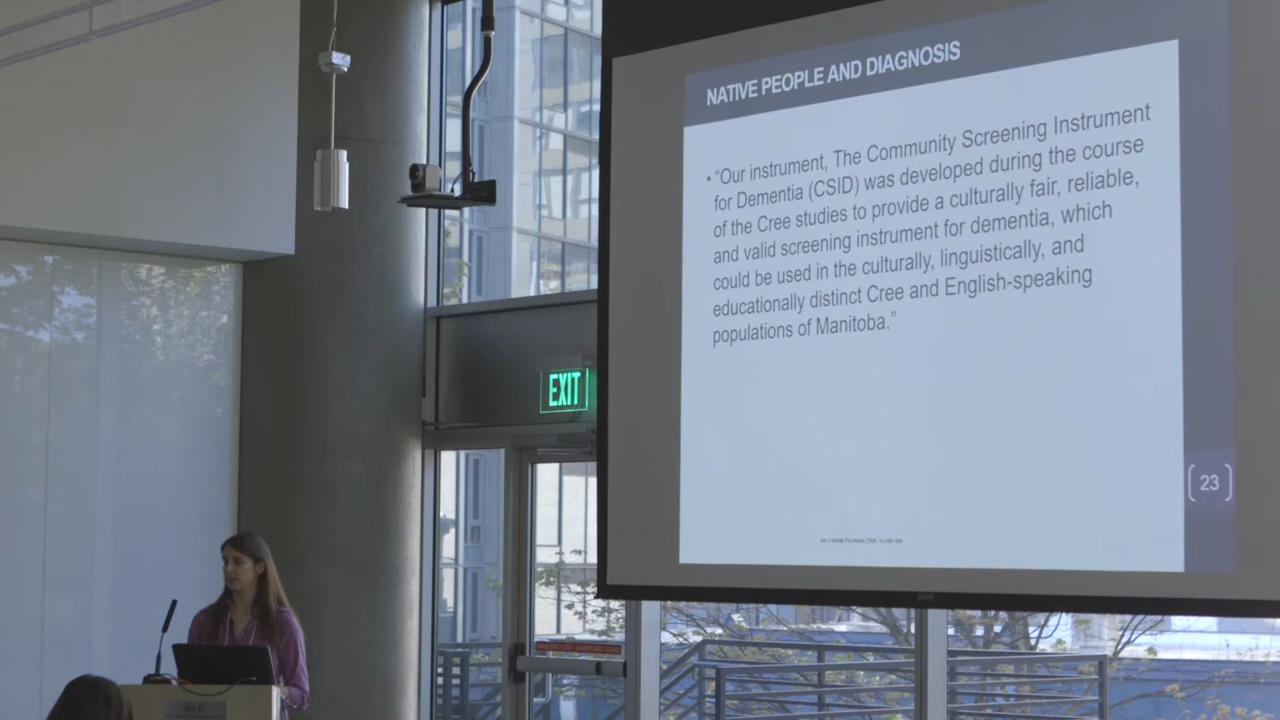 NATIVE PEOPLE AND DIAGNOSIS
• “Our instrument, The Community Screening Instrument
for Dementia (CSID) was developed during the course
of the Cree studies to provide a culturally fair, reliable,
and valid screening instrument for dementia, which
could be used in the culturally, linguistically, and
educationally distinct Cree and English-speaking
populations of Manitoba.”
23
EXIT
Wi-Fi